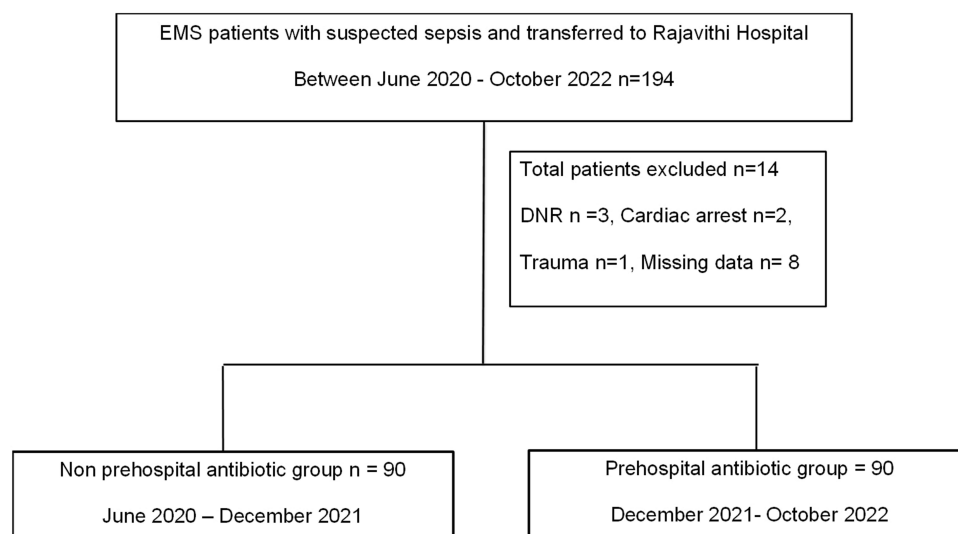 EMS patients with suspected sepsis and transferred to Rajavithi Hospital
Between June 2020 - October 2022 n=194
Total patients excluded n=14
DNR n =3, Cardiac arrest n=2,
Trauma n=1, Missing data n= 8
Non prehospital antibiotic group n = 90
June 2020 – December 2021
Prehospital antibiotic group = 90
December 2021- October 2022